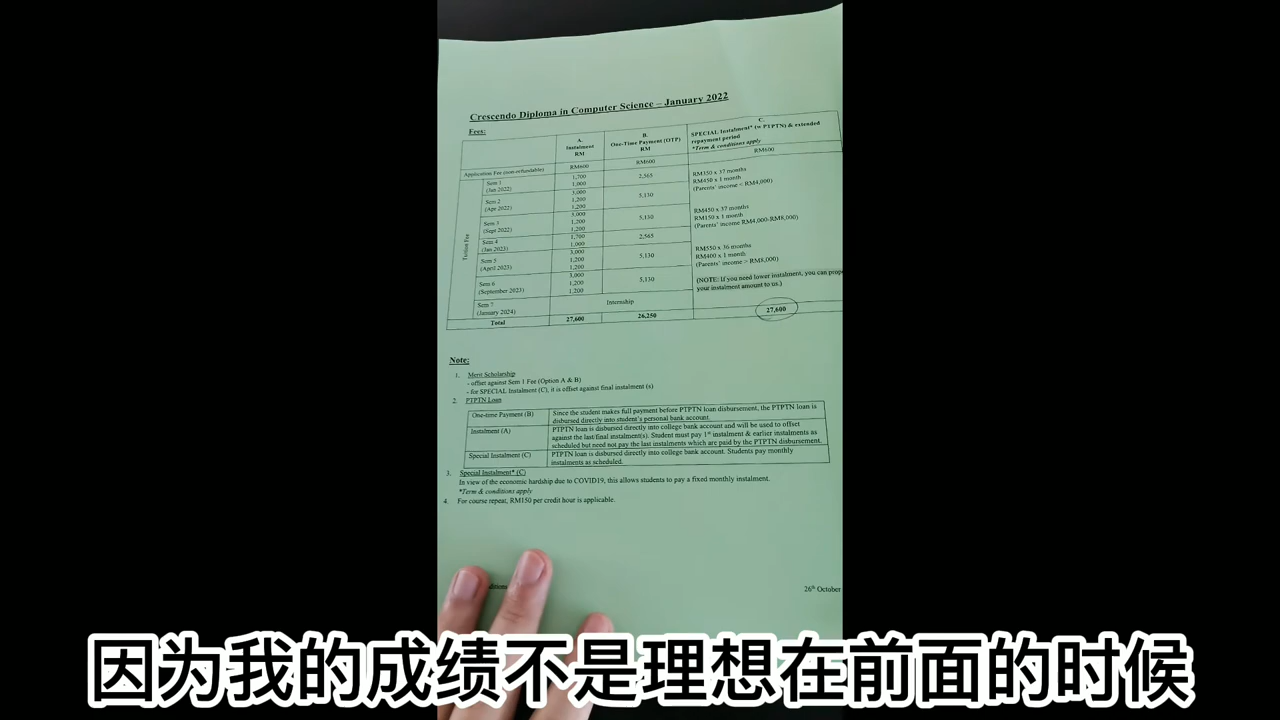 Crescendo Diploma in Computer Science – January 2022
Fees:
A. Instalment RM
B. One-Time Payment (OTP) RM
C. SPECIAL Instalment* (w PTPTN) & extended repayment period *Term & conditions apply
Application Fee (non-refundable) RM600 RM600 RM600
Tuition Fee
Sem 1 (Jan 2022) 1,700 1,000 2,565
Sem 2 (Apr 2022) 3,000 1,200 1,200 5,130
Sem 3 (Sept 2022) 3,000 1,200 1,200 5,130
Sem 4 (Jan 2023) 1,700 1,000 2,565
Sem 5 (April 2023) 3,000 1,200 1,200 5,130
Sem 6 (September 2023) 3,000 1,200 1,200 5,130
Sem 7 (January 2024) Internship
RM350 x 37 months
RM450 x 1 month
(Parents' income < RM4,000)
RM450 x 37 months
RM150 x 1 month
(Parents' income RM4,000-RM8,000)
RM550 x 36 months
RM400 x 1 month
(Parents' income > RM8,000)
(NOTE: If you need lower instalment, you can
your instalment amount to us.)
Total 27,600 26,250 27,600
Note:
1. Merit Scholarship
- offset against Sem 1 Fee (Option A & B)
- for SPECIAL Instalment (C), it is offset against final instalment (s)
2. PTPTN Loan
One-time Payment (B) Since the student makes full payment before PTPTN loan disbursement, the PTPTN loan is
disbursed directly into student's personal bank account.
Instalment (A) PTPTN loan is disbursed directly into college bank account and will be used to offset
against the last/final instalment(s). Student must pay 1st instalment & earlier instalments as
scheduled but need not pay the last instalments which are paid by the PTPTN disbursement.
Special Instalment (C) PTPTN loan is disbursed directly into college bank account. Students pay monthly
instalments as scheduled.
3. Special Instalment* (C)
In view of the economic hardship due to COVID19, this allows students to pay a fixed monthly instalment.
*Term & conditions apply
4. For course repeat, RM150 per credit hour is applicable.
26th October
因为我的成绩不是理想在前面的时候